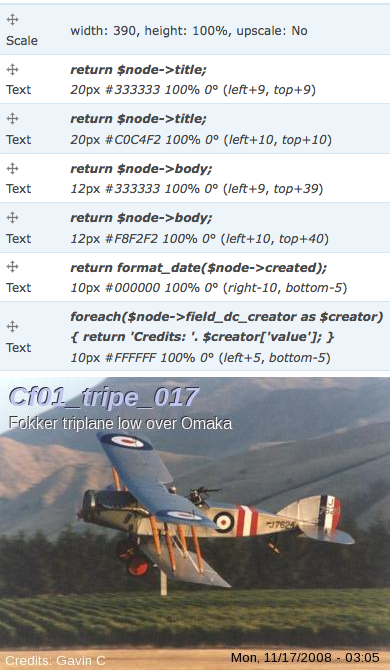 Scale
width: 390, height: 100%, upscale: No
return $node->title;
Text
20px #333333 100% 0° (left+9, top+9)
return $node->title;
Text
20px #C0C4F2 100% 0° (left+10, top+10)
return $node->body;
Text
12px #333333 100% 0° (left+9, top+39)
return $node->body;
Text
12px #F8F2F2 100% 0° (left+10, top+40)
return format_date($node->created);
Text
10px #000000 100% 0° (right-10, bottom-5)
foreach($node->field_dc_creator as $creator)
{ return 'Credits: '. $creator['value']; }
Text
10px #FFFFFF 100% 0° (left+5, bottom-5)
Cf01_tripe_017
Fokker triplane low over Omaka
J7624
Credits: Gavin C
Mon, 11/17/2008 - 03:05